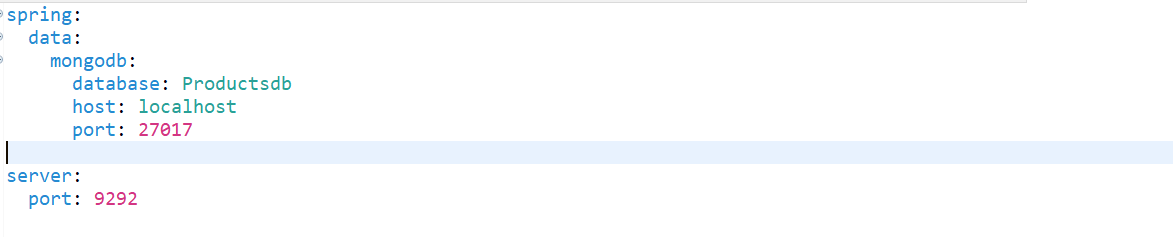 spring:
  data:
    mongodb:
      database: Productsdb
      host: localhost
      port: 27017
server:
  port: 9292